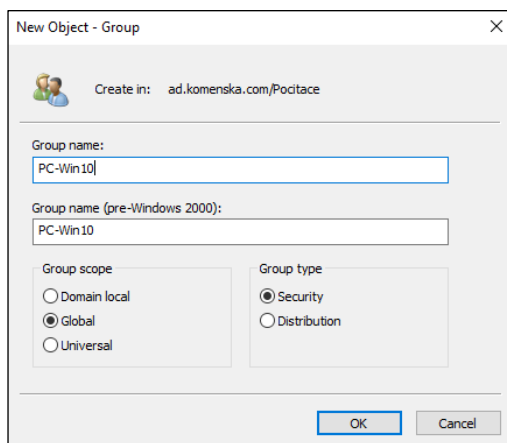 New Object - Group
Create in: ad.komenska.com/Pocitace
Group name:
PC-Win10
Group name (pre-Windows 2000):
PC-Win10
Group scope
Domain local
Global
Universal
Group type
Security
Distribution
OK
Cancel